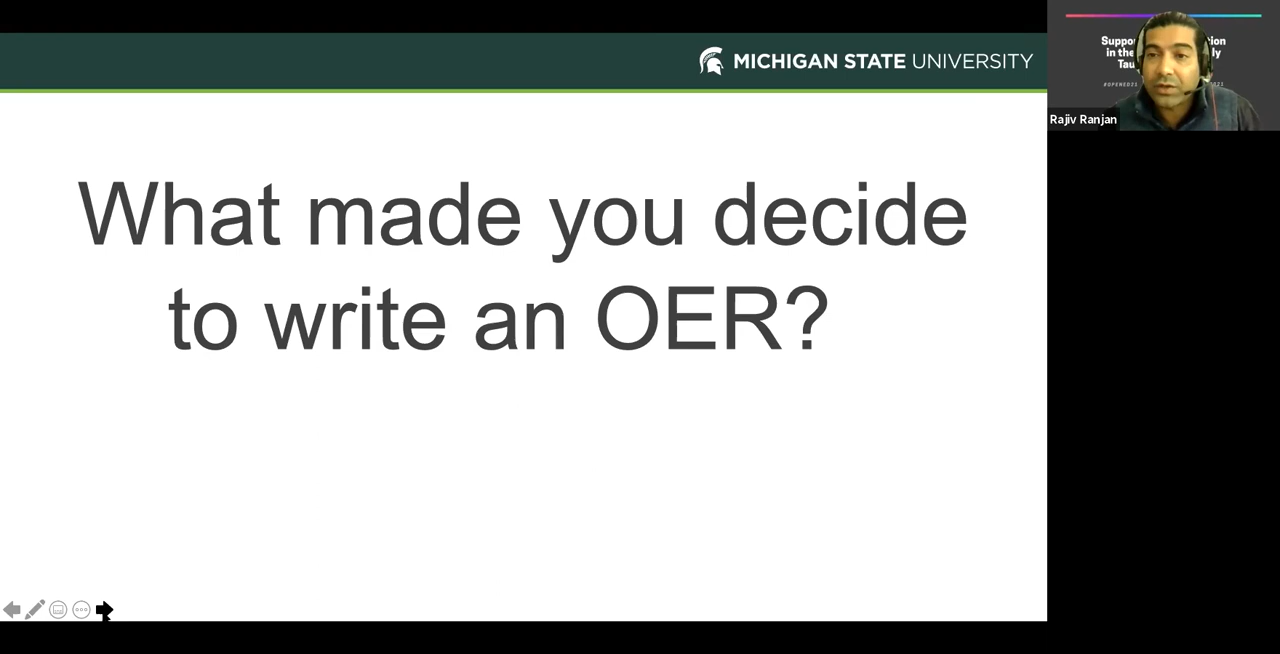 MICHIGAN STATE UNIVERSITY
What made you decide
to write an OER?
Rajiv Ranjan